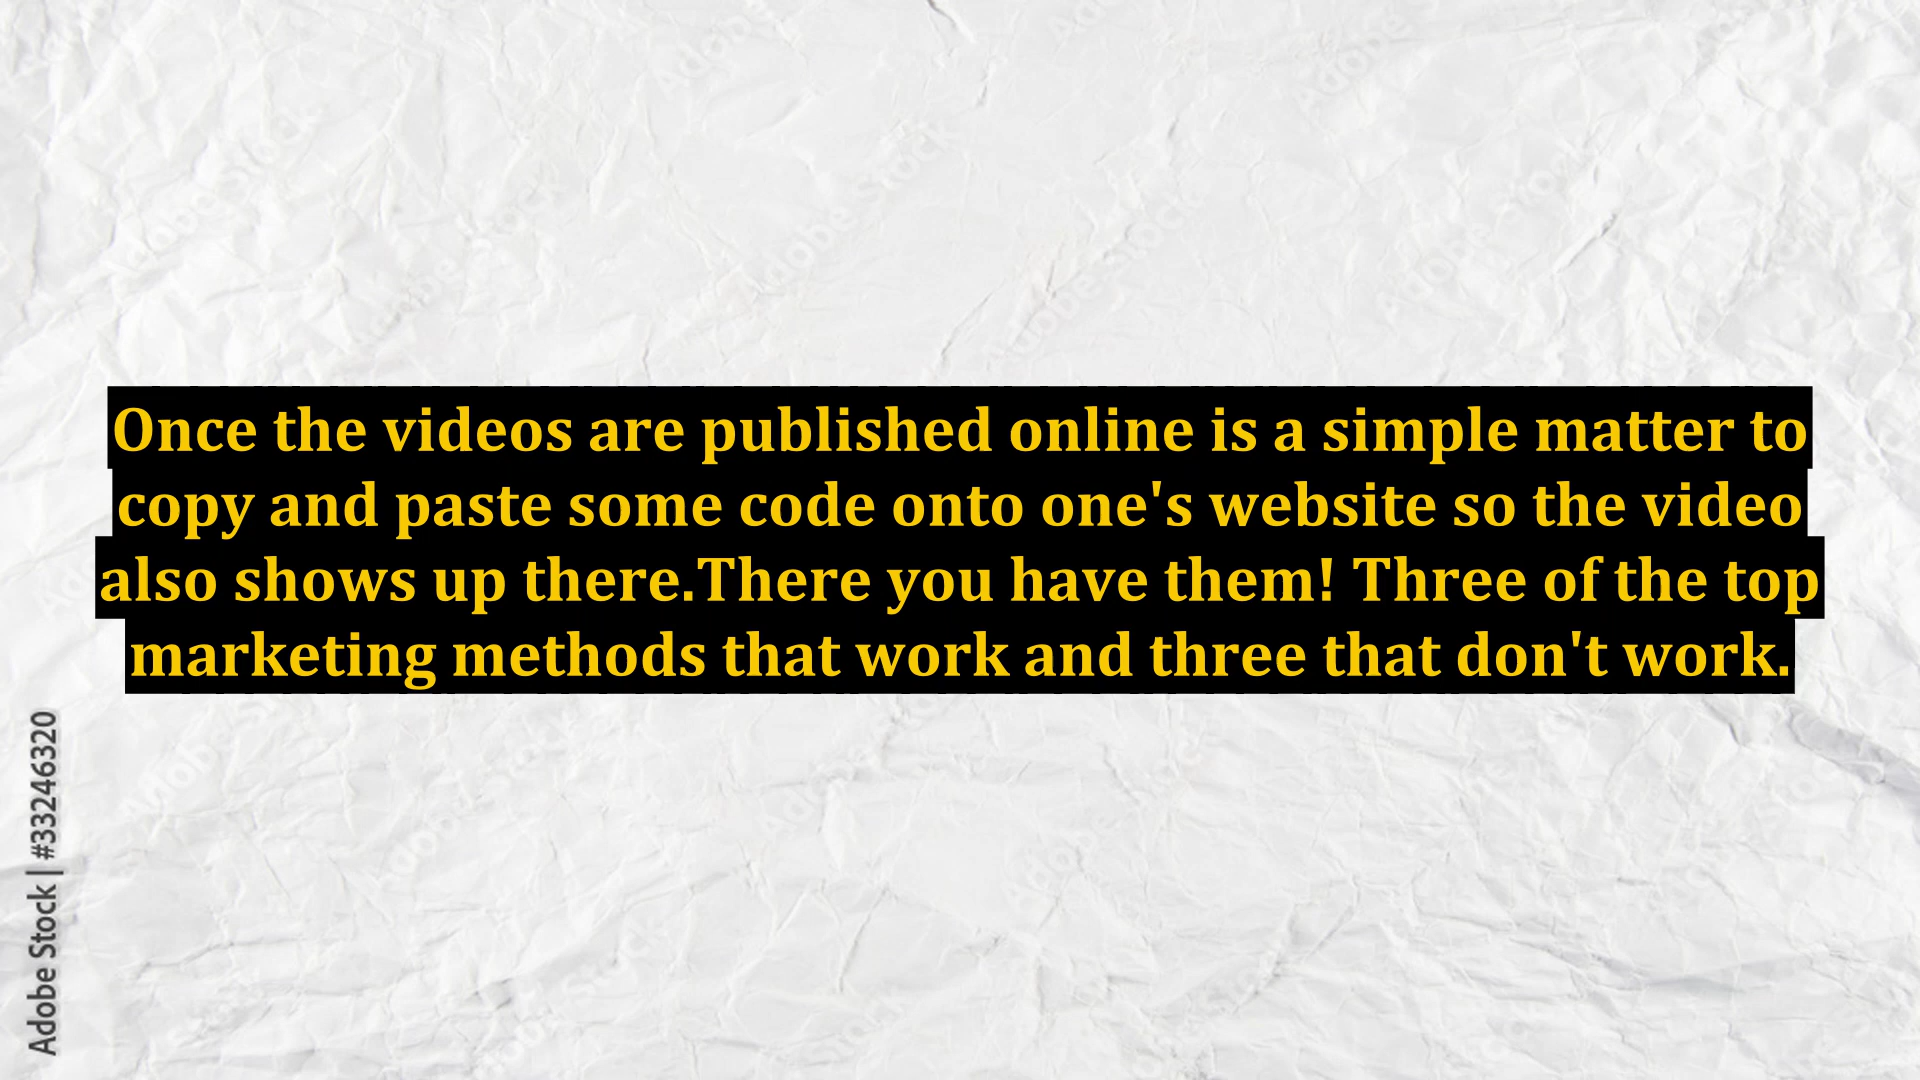 Once the videos are published online is a simple matter to
copy and paste some code onto one's website so the video
also shows up there.There you have them! Three of the top
marketing methods that work and three that don't work.
Adobe Stock | #332463320